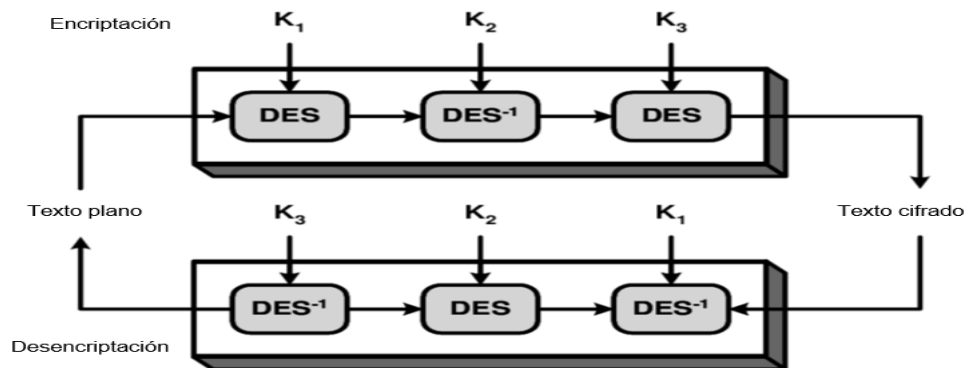 Encriptación
K₁ K₂ K₃
DES DES⁻¹ DES
Texto plano Texto cifrado
K₃ K₂ K₁
DES⁻¹ DES DES⁻¹
Desencriptación